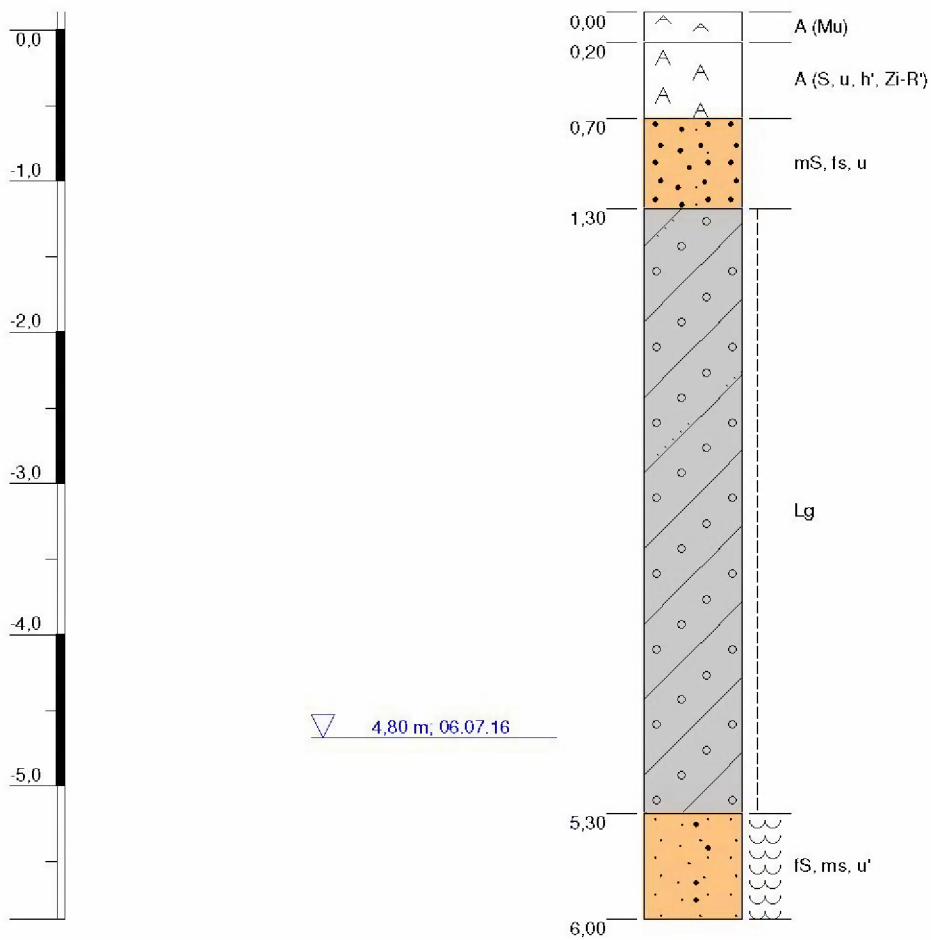 0,0
-1,0
-2,0
-3,0
-4,0
-5,0
4,80 m; 06.07.16
0,00
A (Mu)
0,20
A (S, u, h', Zi-R')
0,70
mS, fs, u
1,30
Lg
5,30
fS, ms, u'
6,00